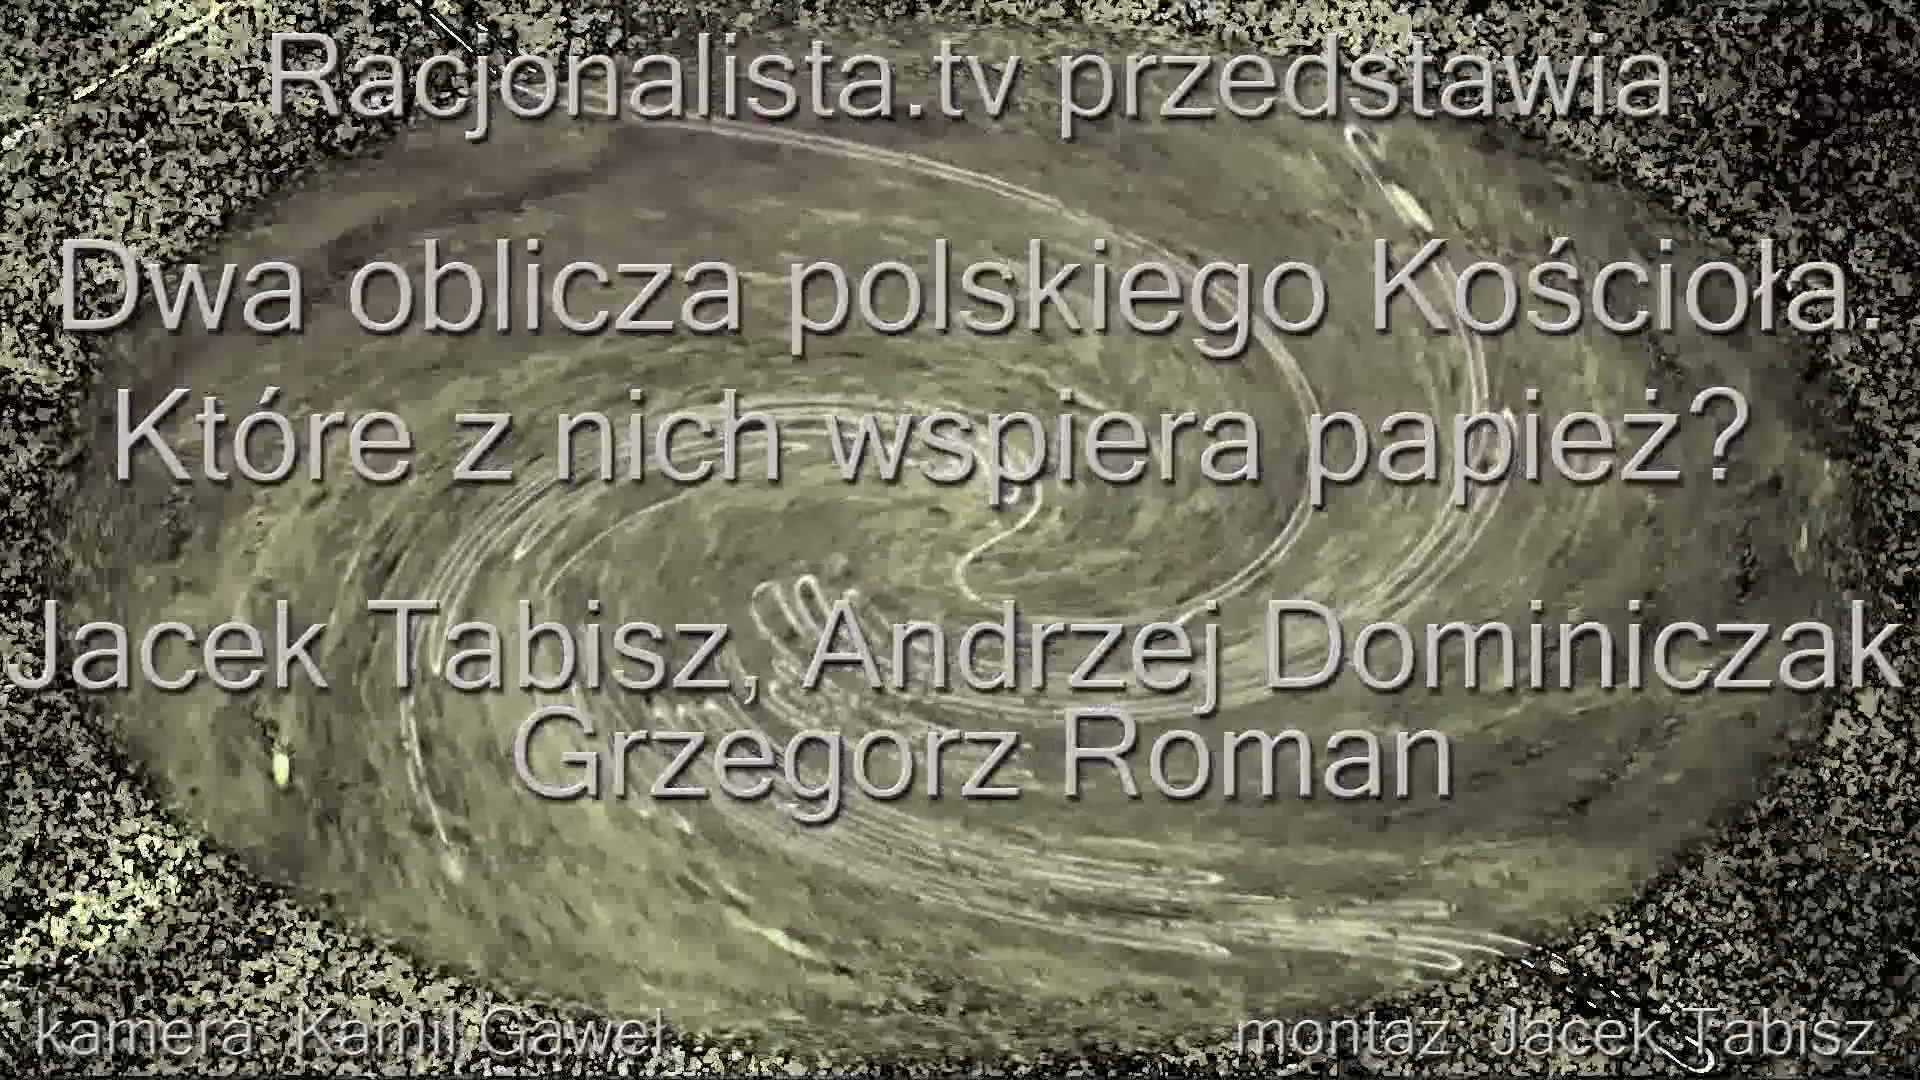 Racjonalista.tv przedstawia
Dwa oblicza polskiego Kościoła.
Które z nich wspiera papież?
Jacek Tabisz, Andrzej Dominiczak
Grzegorz Roman
kamera: Kamil Gaweł
montaż: Jacek Tabisz